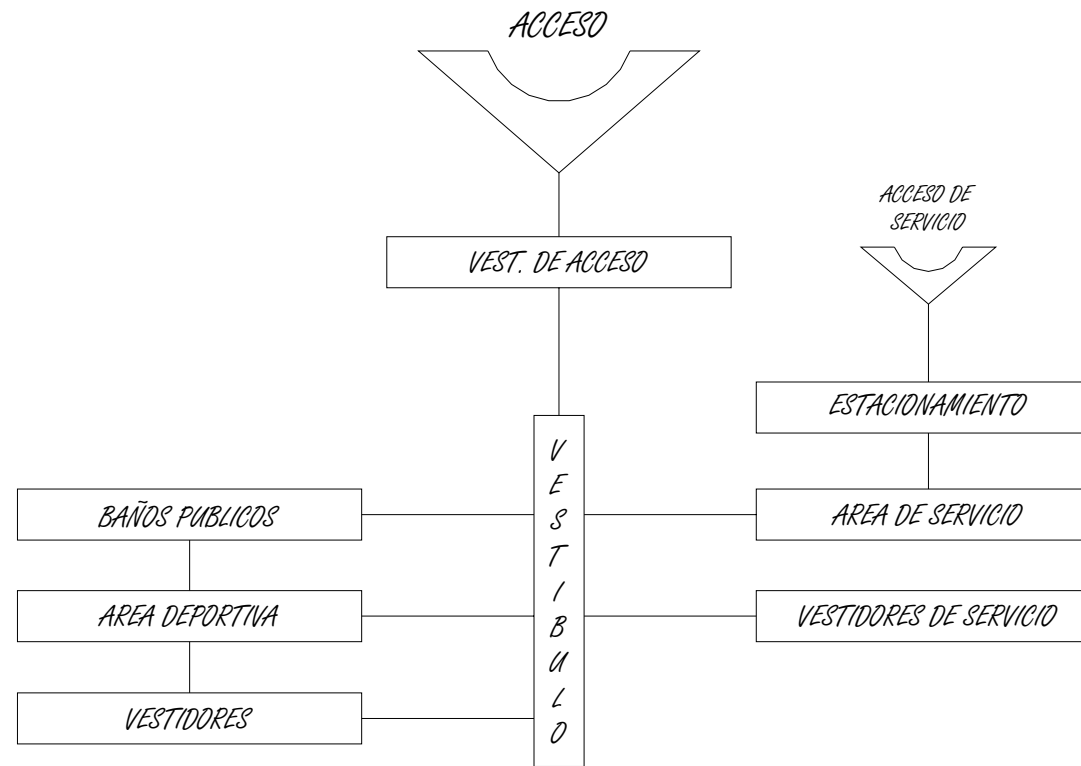 ACCESO
ACCESO DE
SERVICIO
VEST. DE ACCESO
ESTACIONAMIENTO
VESTIBULO
BAÑOS PUBLICOS
AREA DE SERVICIO
AREA DEPORTIVA
VESTIDORES DE SERVICIO
VESTIDORES